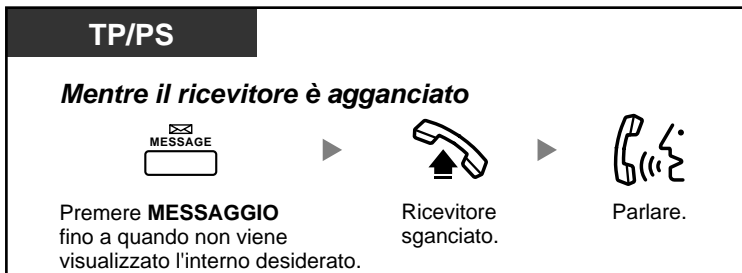 TP/PS
Mentre il ricevitore è agganciato
MESSAGE
Premere MESSAGGIO
fino a quando non viene
visualizzato l'interno desiderato.
Ricevitore
sganciato.
Parlare.